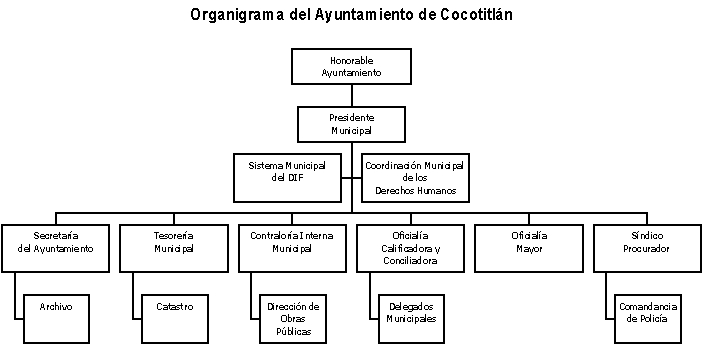 Organigrama del Ayuntamiento de Cocotitlán
Honorable
Ayuntamiento
Presidente
Municipal
Sistema Municipal
del DIF
Coordinación Municipal
de los
Derechos Humanos
Secretaría
del Ayuntamiento
Tesorería
Municipal
Contraloría Interna
Municipal
Oficialía
Calificadora y
Conciliadora
Oficialía
Mayor
Síndico
Procurador
Archivo
Catastro
Dirección de
Obras
Públicas
Delegados
Municipales
Comandancia
de Policía